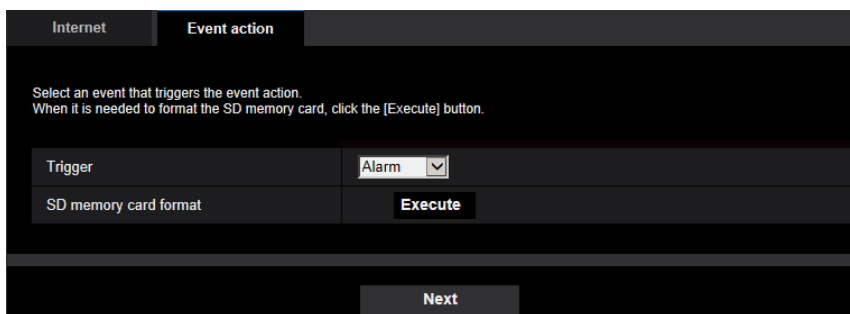 Internet Event action
Select an event that triggers the event action.
When it is needed to format the SD memory card, click the [Execute] button.
Trigger Alarm
SD memory card format Execute
Next